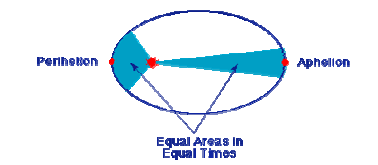 Perihelion
Aphelion
Equal Areas in
Equal Times